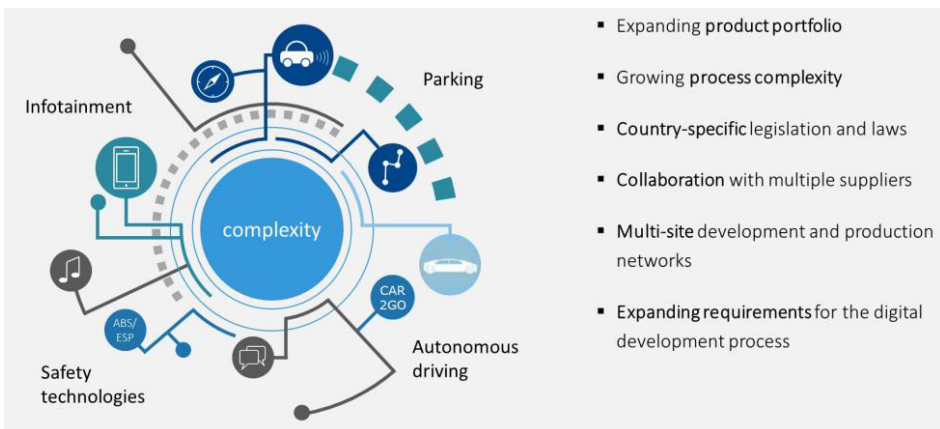 Infotainment
Parking
complexity
CAR
2GO
ABS/
ESP
Safety
technologies
Autonomous
driving
▪ Expanding product portfolio
▪ Growing process complexity
▪ Country-specific legislation and laws
▪ Collaboration with multiple suppliers
▪ Multi-site development and production
networks
▪ Expanding requirements for the digital
development process